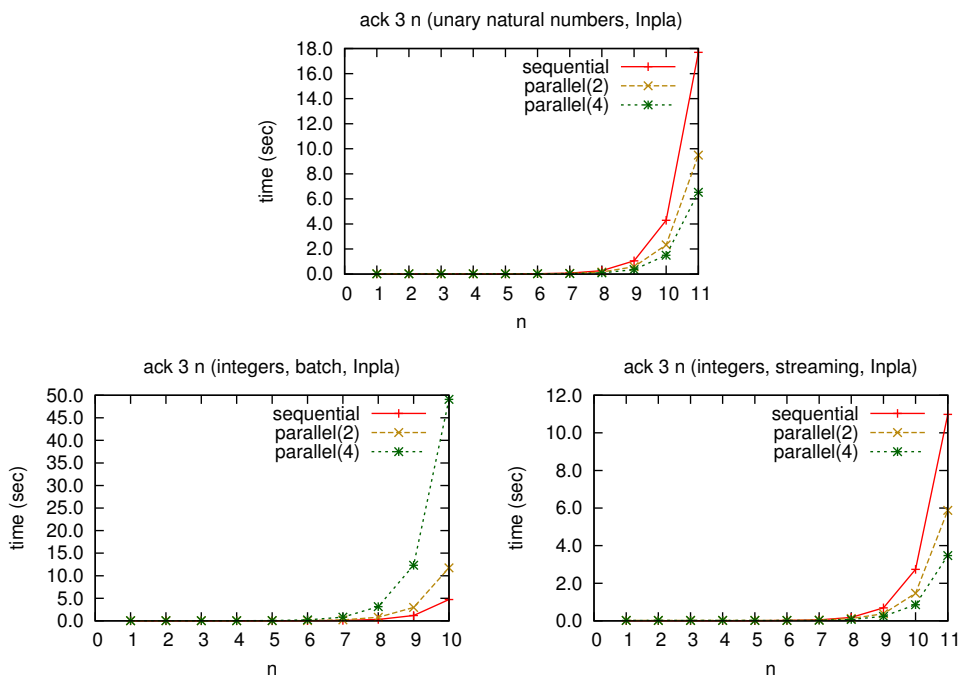 ack 3 n (unary natural numbers, Inpla)
18.0
16.0
14.0
12.0
10.0
8.0
6.0
4.0
2.0
0.0
time (sec)
sequential
parallel(2)
parallel(4)
0 1 2 3 4 5 6 7 8 9 10 11
n
ack 3 n (integers, batch, Inpla)
50.0
45.0
40.0
35.0
30.0
25.0
20.0
15.0
10.0
5.0
0.0
time (sec)
sequential
parallel(2)
parallel(4)
0 1 2 3 4 5 6 7 8 9 10
n
ack 3 n (integers, streaming, Inpla)
12.0
10.0
8.0
6.0
4.0
2.0
0.0
time (sec)
sequential
parallel(2)
parallel(4)
0 1 2 3 4 5 6 7 8 9 10 11
n